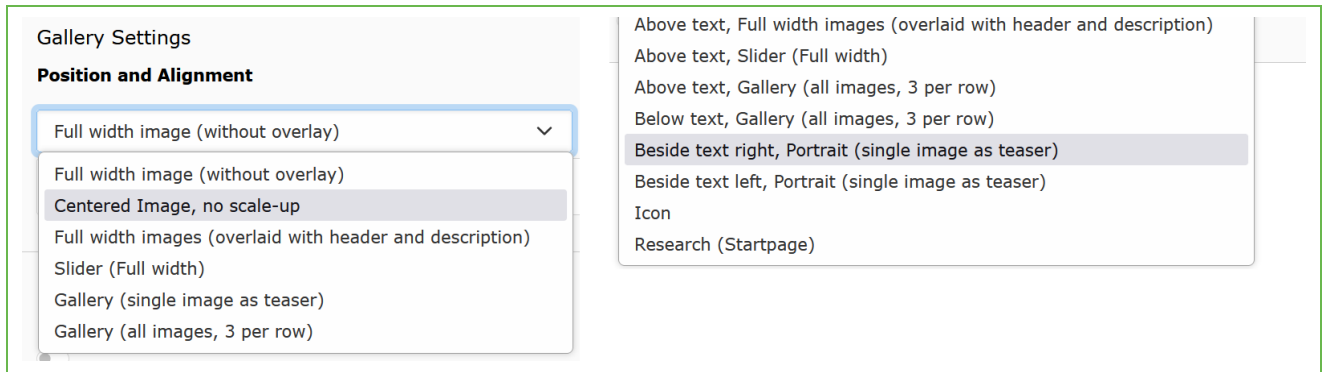 Gallery Settings
Position and Alignment
Full width image (without overlay)
Full width image (without overlay)
Centered Image, no scale-up
Full width images (overlaid with header and description)
Slider (Full width)
Gallery (single image as teaser)
Gallery (all images, 3 per row)
Above text, Full width images (overlaid with header and description)
Above text, Slider (Full width)
Above text, Gallery (all images, 3 per row)
Below text, Gallery (all images, 3 per row)
Beside text right, Portrait (single image as teaser)
Beside text left, Portrait (single image as teaser)
Icon
Research (Startpage)